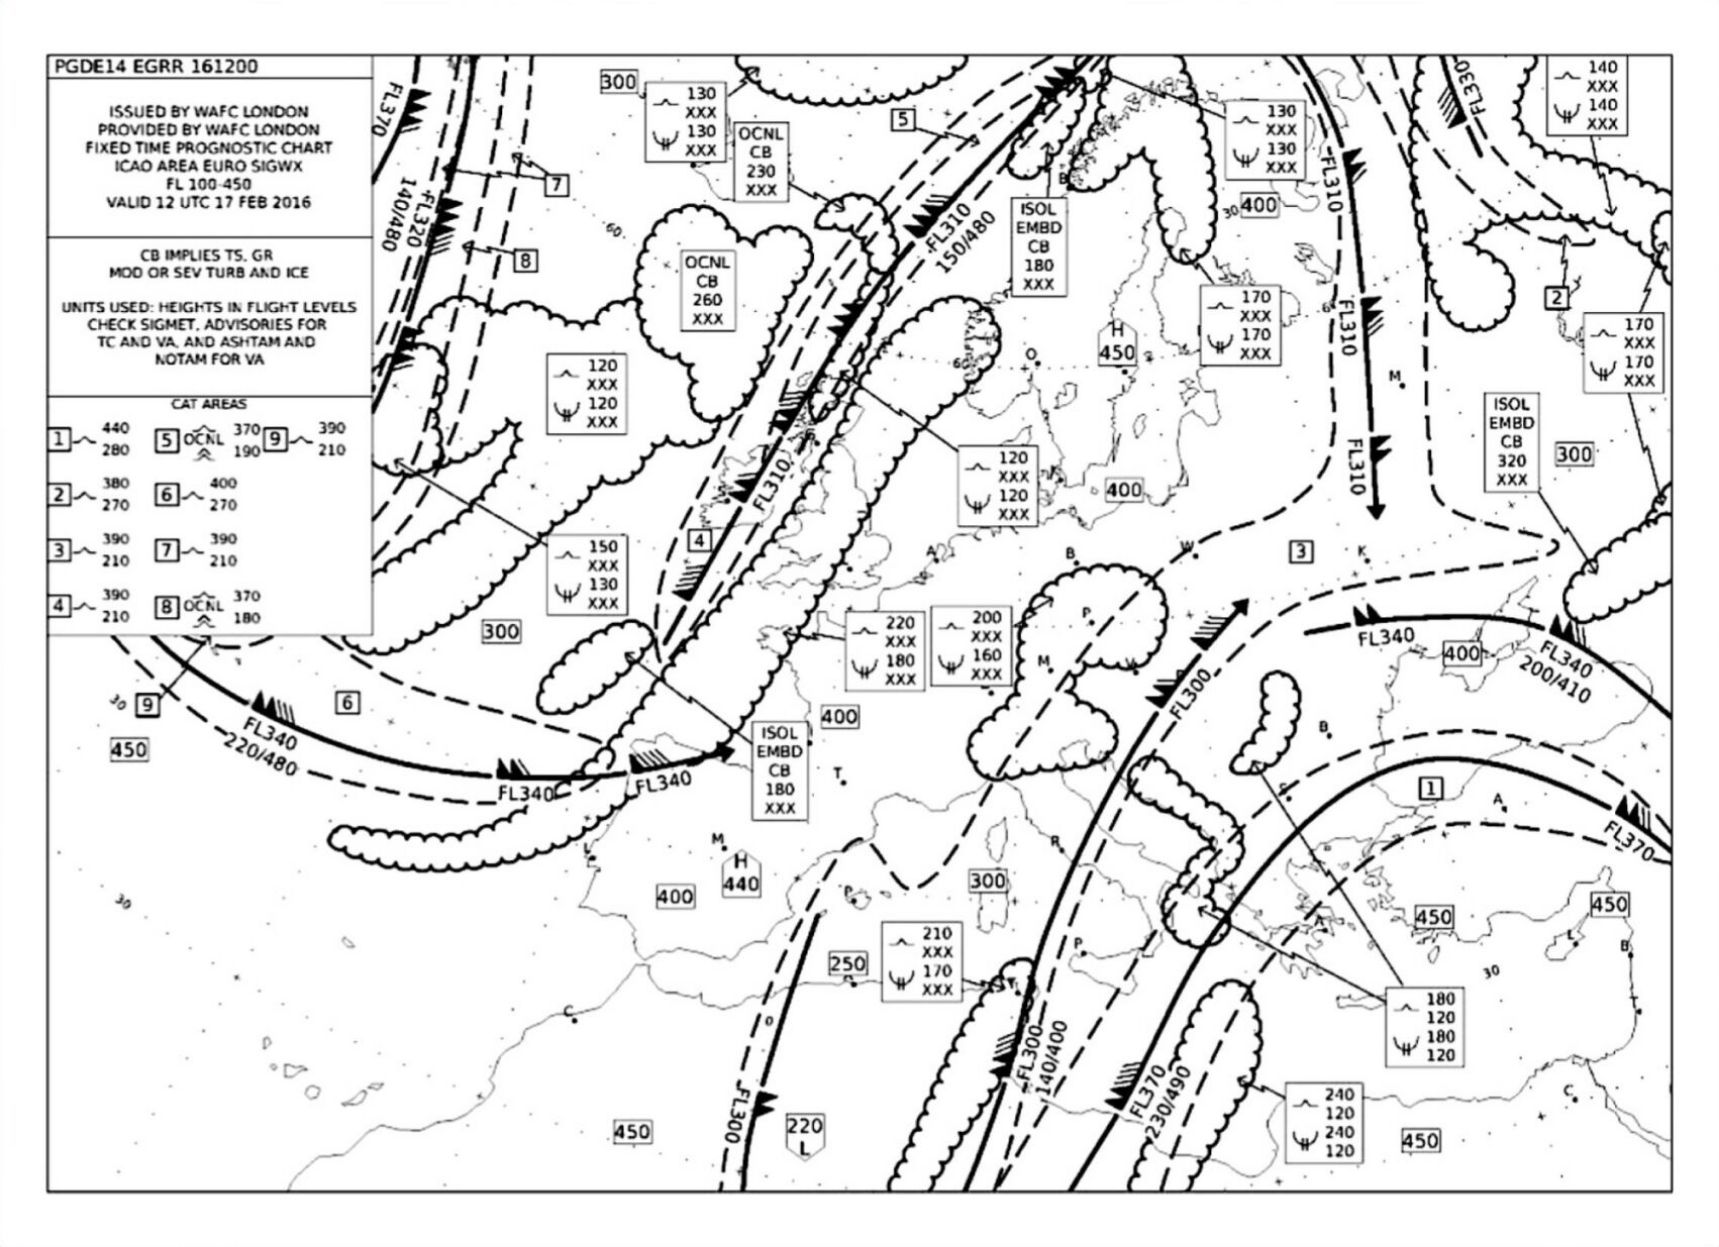 PGDE14 EGRR 161200
ISSUED BY WAFC LONDON
PROVIDED BY WAFC LONDON
FIXED TIME PROGNOSTIC CHART
ICAO AREA EURO SIGWX
FL 100-450
VALID 12 UTC 17 FEB 2016
CB IMPLIES TS, GR
MOD OR SEV TURB AND ICE
UNITS USED: HEIGHTS IN FLIGHT LEVELS
CHECK SIGMET, ADVISORIES FOR
TC AND VA, AND ASHTAM AND
NOTAM FOR VA
CAT AREAS
1 440 280
5 OCNL 370 190
9 390 210
2 380 270
6 400 270
3 390 210
7 390 210
4 390 210
8 OCNL 370 180
FL370
140/480
FL320
7
8
300
130
XXX
130
XXX
OCNL
CB
230
XXX
5
FL310
150/480
ISOL
EMBD
CB
180
XXX
130
XXX
130
XXX
30
400
FL310
FL30
140
XXX
140
XXX
60
OCNL
CB
260
XXX
B
170
XXX
170
XXX
H
450
O
60
FL310
M
2
170
XXX
170
XXX
120
XXX
120
XXX
ISOL
EMBD
CB
320
XXX
300
120
XXX
120
XXX
400
FL310
FL310
4
150
XXX
130
XXX
A
B
W
3
K
300
220
XXX
180
XXX
200
XXX
160
XXX
P
M
V
FL300
FL340
400
FL340
200/410
30
9
6
450
FL340
220/480
FL340
FL340
ISOL
EMBD
CB
180
XXX
400
T
B
S
1
A
FL370
L
M
H
440
400
P
R
300
30
250
A
210
XXX
170
XXX
P
T
A
450
450
L
B
30
T
C
0
180
120
180
120
FL300
140/400
FL370
230/490
FL300
220
L
450
240
120
240
120
450
C